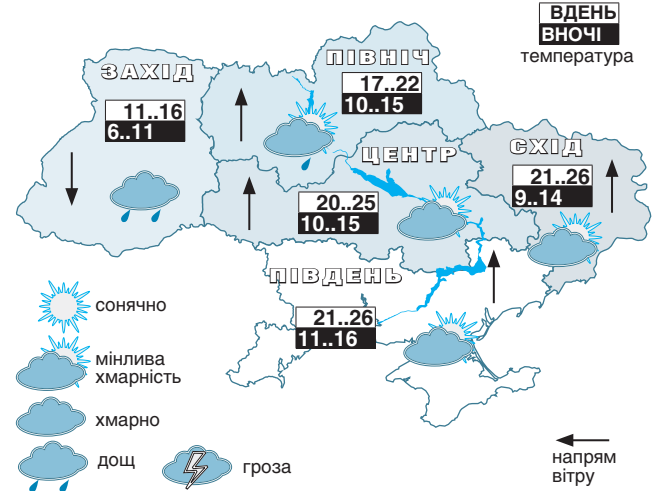 ВДЕНЬ
ВНОЧІ
температура
ПІВНІЧ
17..22
10..15
ЗАХІД
11..16
6..11
ЦЕНТР
20..25
10..15
СХІД
21..26
9..14
ПІВДЕНЬ
21..26
11..16
сонячно
мінлива
хмарність
хмарно
дощ
гроза
напрям
вітру